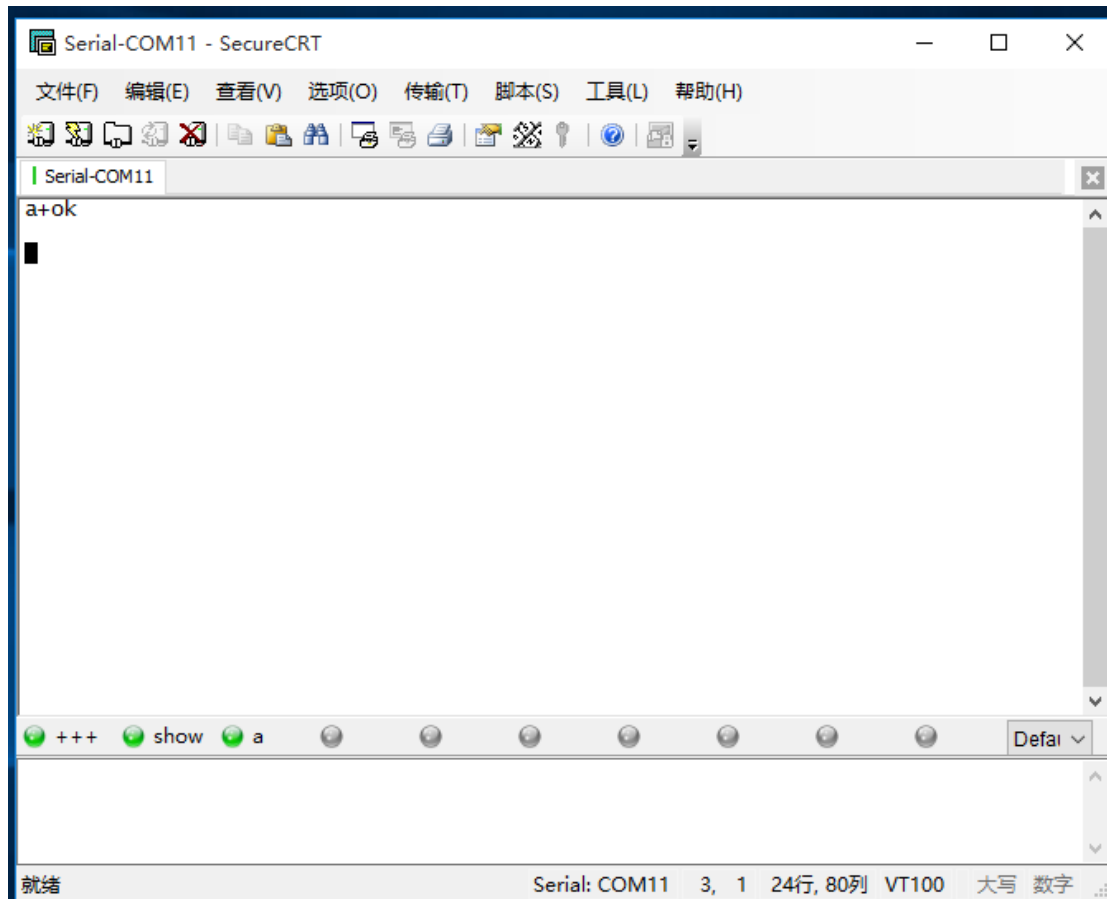 Serial-COM11 - SecureCRT
文件(F) 编辑(E) 查看(V) 选项(O) 传输(T) 脚本(S) 工具(L) 帮助(H)
Serial-COM11
a+ok
+++ show a Defa
就绪 Serial: COM11 3, 1 24行, 80列 VT100 大写 数字